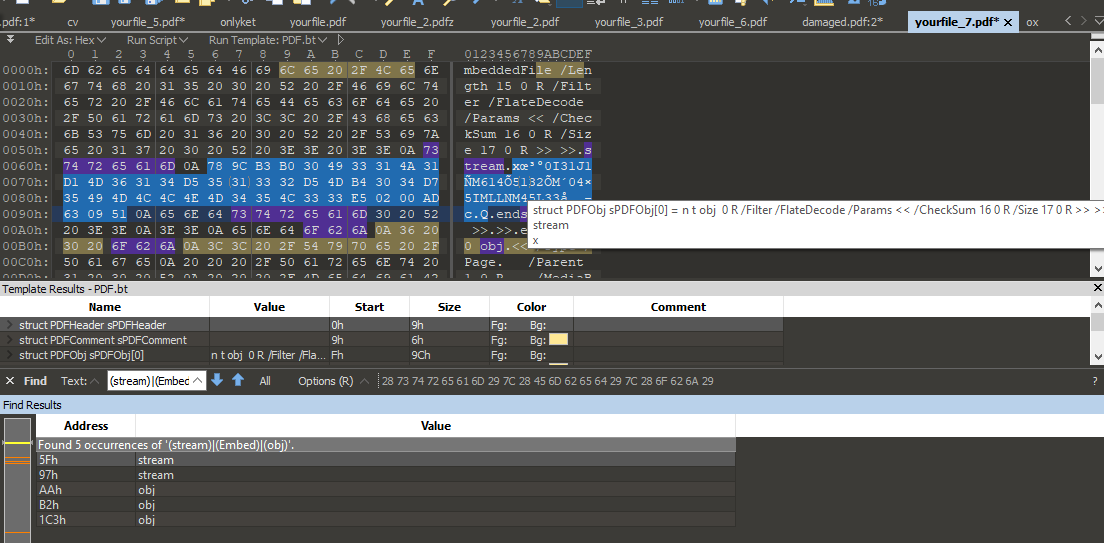 .pdf:1* cv yourfile_5.pdf* onlyket yourfile.pdf yourfile_2.pdfz yourfile_2.pdf yourfile_3.pdf yourfile_6.pdf damaged.pdf:2* yourfile_7.pdf* ox
Edit As: Hex Run Script Run Template: PDF.bt
0 1 2 3 4 5 6 7 8 9 A B C D E F 0123456789ABCDEF
0000h: 6D 62 65 64 64 65 64 46 69 6C 65 20 2F 4C 65 6E mbeddedFile /Len
0010h: 67 74 68 20 31 35 20 30 20 52 20 2F 46 69 6C 74 gth 15 0 R /Filt
0020h: 65 72 20 2F 46 6C 61 74 65 44 65 63 6F 64 65 20 er /FlateDecode
0030h: 2F 50 61 72 61 6D 73 20 3C 3C 20 2F 43 68 65 63 /Params << /Chec
0040h: 6B 53 75 6D 20 31 36 20 30 20 52 20 2F 53 69 7A kSum 16 0 R /Siz
0050h: 65 20 31 37 20 30 20 52 20 3E 3E 20 3E 3E 0A 73 e 17 0 R >> >>.s
0060h: 74 72 65 61 6D 0A 78 9C B3 B0 30 49 33 31 4A 31 tream.xœ³°0I31J1
0070h: D1 4D 36 31 34 D5 35 31 33 32 D5 4D B4 30 34 D7 ÑM614Õ5132ÕM´04×
0080h: 35 49 4D 4C 4C 4E 4D 34 35 4C 33 33 E5 02 00 AD 5IMLLNM45L33å
0090h: 63 09 51 0A 65 6E 64 73 74 72 65 61 6D 30 20 52 c.Q.ends
00A0h: 20 3E 3E 0A 3E 3E 0A 65 6E 64 6F 62 6A 0A 36 20 >>.>>.e
00B0h: 30 20 6F 62 6A 0A 3C 3C 20 2F 54 79 70 65 20 2F 0 obj.<<
00C0h: 50 61 67 65 0A 20 20 20 2F 50 61 72 65 6E 74 20 Page. /Parent
00D0h: 31 20 30 20 52 0A 20 20 20 2F 4D 65 64 69 61 42 1 0 R. /MediaB
struct PDFObj sPDFObj[0] = n t obj 0 R /Filter /FlateDecode /Params << /CheckSum 16 0 R /Size 17 0 R >> >
stream
x
Template Results - PDF.bt
Name Value Start Size Color Comment
struct PDFHeader sPDFHeader 0h 9h Fg: Bg:
struct PDFComment sPDFComment 9h 6h Fg: Bg:
struct PDFObj sPDFObj[0] n t obj 0 R /Filter /Fla... Fh 9Ch Fg: Bg:
Find Text: (stream)|(Embed All Options (R) 28 73 74 72 65 61 6D 29 7C 28 45 6D 62 65 64 29 7C 28 6F 62 6A 29 ?
Find Results
Address Value
Found 5 occurrences of '(stream)|(Embed)|(obj)'.
5Fh stream
97h stream
AAh obj
B2h obj
1C3h obj